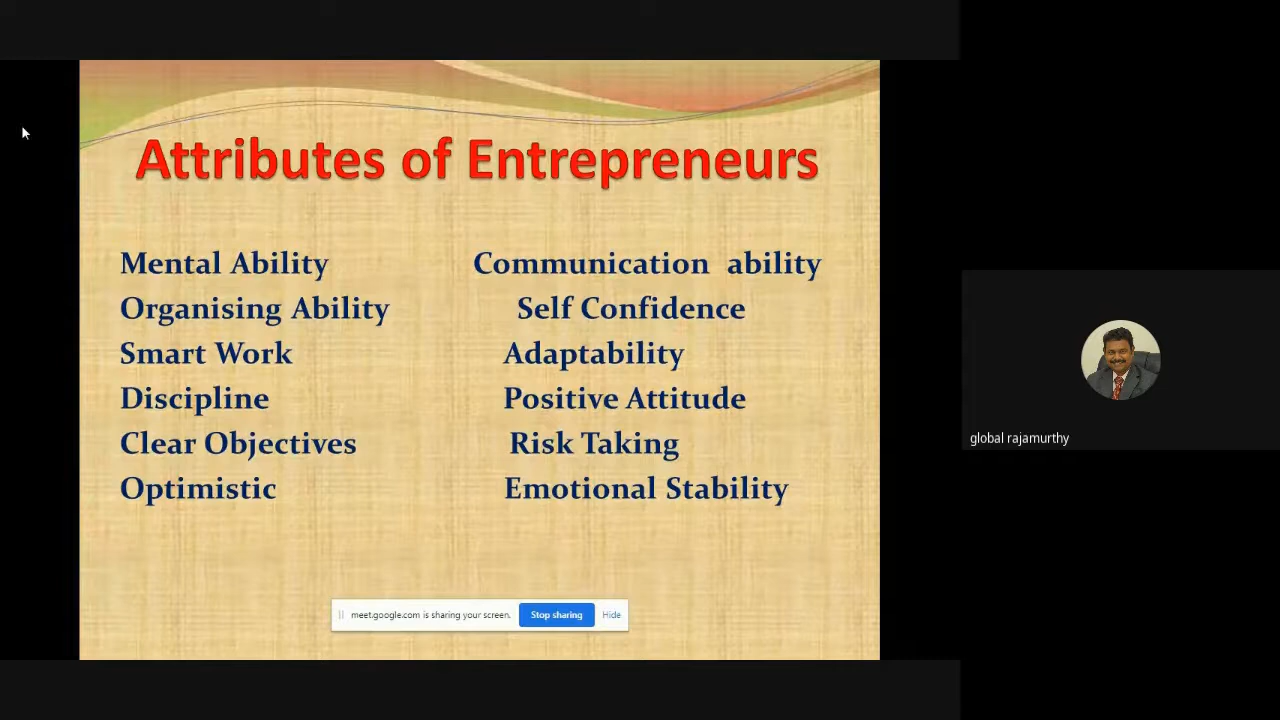 Attributes of Entrepreneurs
Mental Ability Communication ability
Organising Ability Self Confidence
Smart Work Adaptability
Discipline Positive Attitude
Clear Objectives Risk Taking
Optimistic Emotional Stability
meet.google.com is sharing your screen. Stop sharing Hide
global rajamurthy